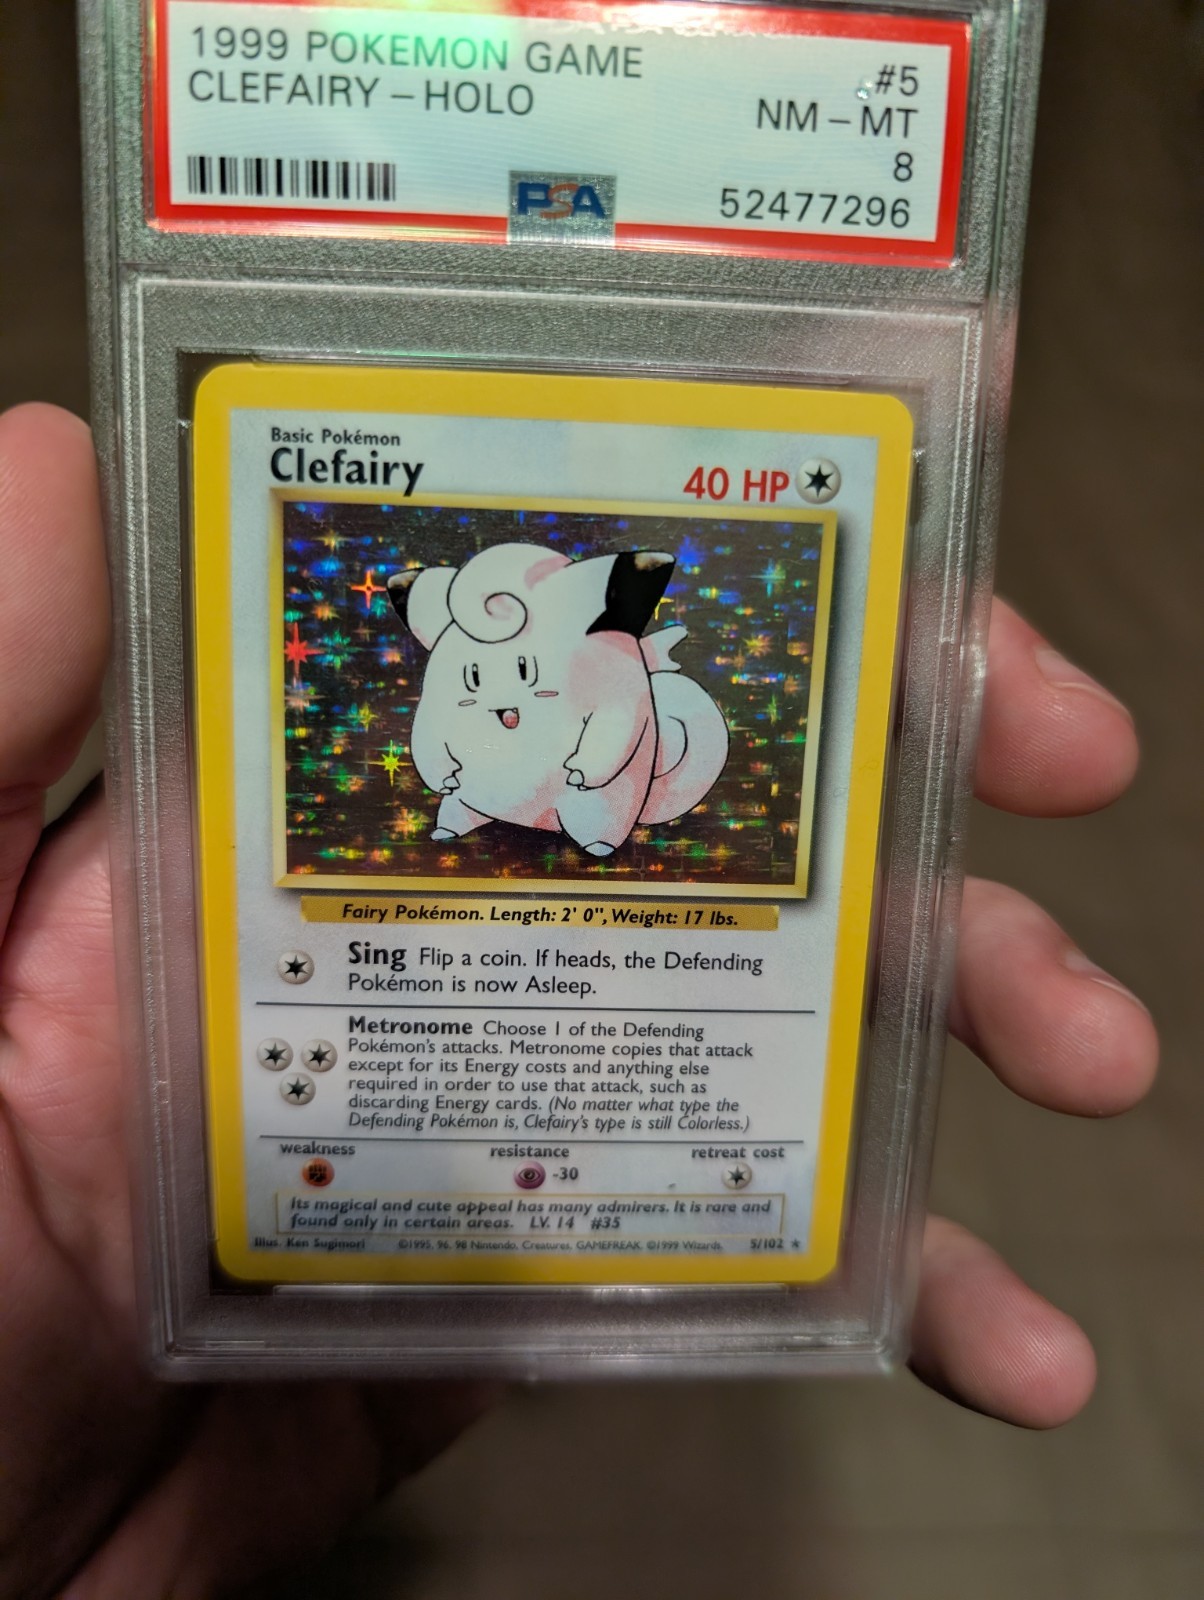 1999 POKEMON GAME #5
CLEFAIRY – HOLO NM – MT
8
PSA 52477296
Basic Pokémon
Clefairy 40 HP
Fairy Pokémon. Length: 2' 0", Weight: 17 lbs.
Sing Flip a coin. If heads, the Defending
Pokémon is now Asleep.
Metronome Choose 1 of the Defending
Pokémon's attacks. Metronome copies that attack
except for its Energy costs and anything else
required in order to use that attack, such as
discarding Energy cards. (No matter what type the
Defending Pokémon is, Clefairy's type is still Colorless.)
weakness resistance retreat cost
-30
Its magical and cute appeal has many admirers. It is rare and
found only in certain areas. LV. 14 #35
Illus. Ken Sugimori ©1995, 96, 98 Nintendo, Creatures, GAMEFREAK. ©1999 Wizards. 5/102 ★